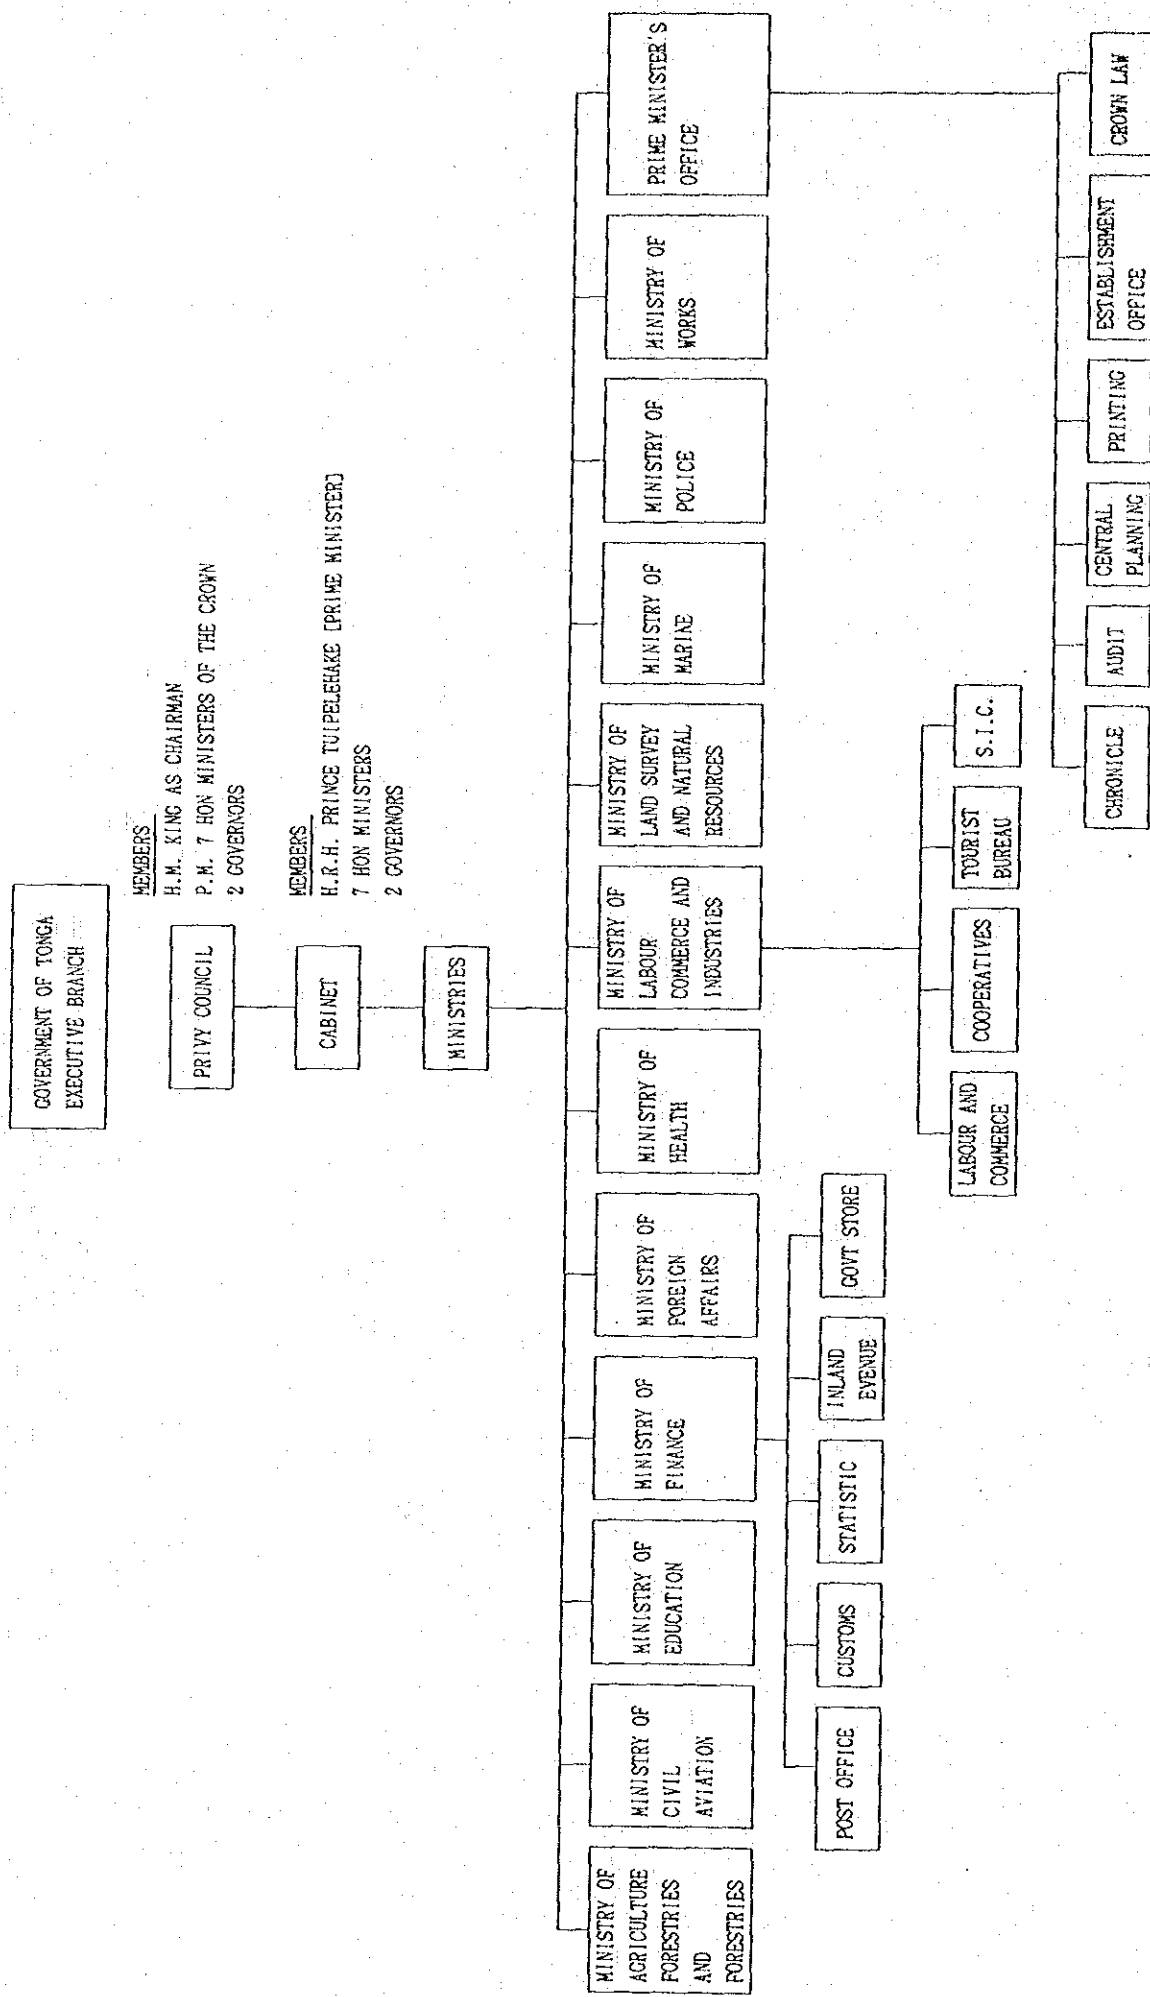 GOVERNMENT OF TONGA
EXECUTIVE BRANCH
PRIVY COUNCIL
MEMBERS
H.M. KING AS CHAIRMAN
P.M. 7 HON MINISTERS OF THE CROWN
2 GOVERNORS
CABINET
MEMBERS
H.R.H. PRINCE TUIPELEHAKE [PRIME MINISTER]
7 HON MINISTERS
2 GOVERNORS
MINISTRIES
MINISTRY OF
AGRICULTURE
FORESTRIES
AND
FORESTRIES
MINISTRY OF
CIVIL
AVIATION
MINISTRY OF
EDUCATION
MINISTRY OF
FINANCE
MINISTRY OF
FOREIGN
AFFAIRS
MINISTRY OF
HEALTH
MINISTRY OF
LABOUR
COMMERCE AND
INDUSTRIES
MINISTRY OF
LAND SURVEY
AND NATURAL
RESOURCES
MINISTRY OF
MARINE
MINISTRY OF
POLICE
MINISTRY OF
WORKS
PRIME MINISTER'S
OFFICE
POST OFFICE
CUSTOMS
STATISTIC
INLAND
EVENUE
GOVT STORE
LABOUR AND
COMMERCE
COOPERATIVES
TOURIST
BUREAU
S.I.C.
CHRONICLE
AUDIT
CENTRAL
PLANNING
PRINTING
ESTABLISHMENT
OFFICE
CROWN LAW